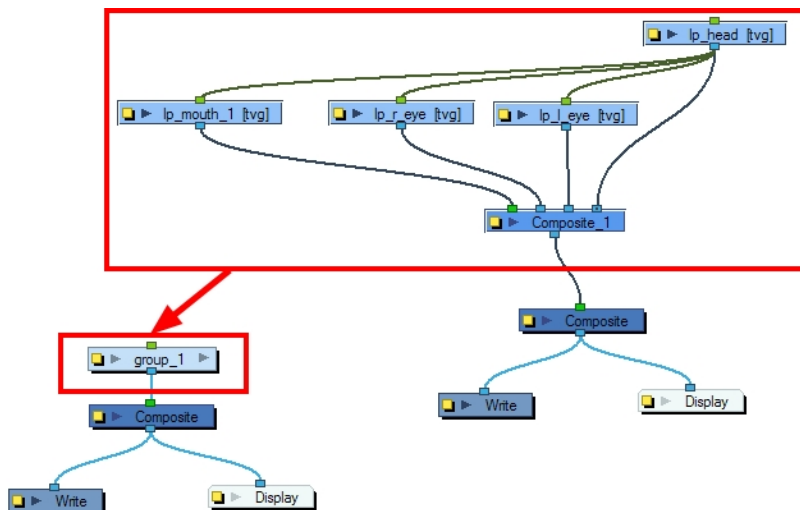 lp_head [tvg]
lp_mouth_1 [tvg]
lp_r_eye [tvg]
lp_l_eye [tvg]
Composite_1
Composite
group_1
Write
Display
Composite
Write
Display